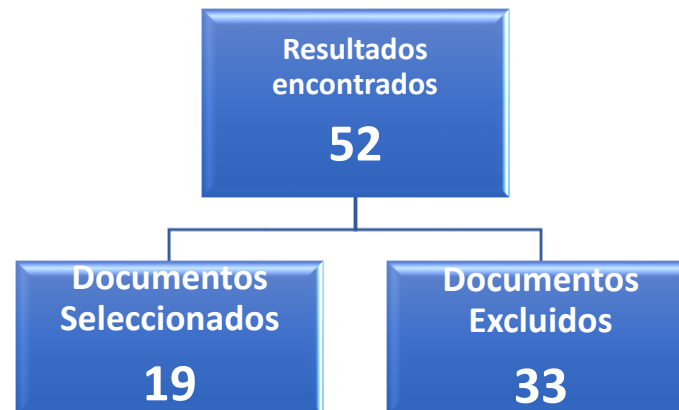 Resultados
encontrados
52
Documentos
Seleccionados
19
Documentos
Excluidos
33